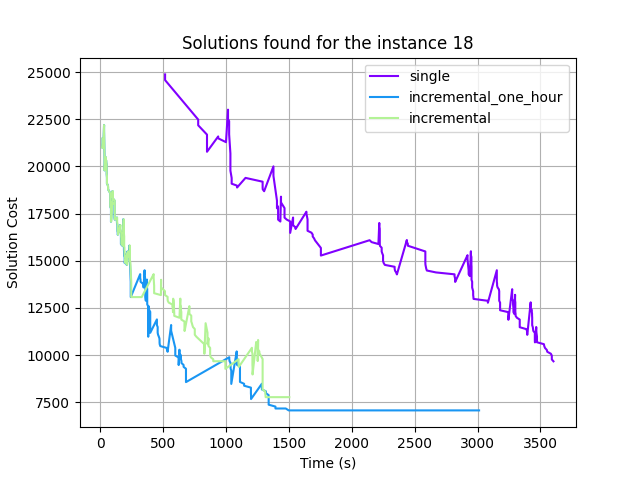 Solutions found for the instance 18
single
incremental_one_hour
incremental
Solution Cost
25000
22500
20000
17500
15000
12500
10000
7500
0 500 1000 1500 2000 2500 3000 3500
Time (s)